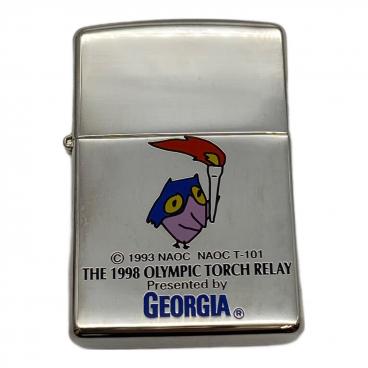 © 1993 NAOC NAOC T-101
THE 1998 OLYMPIC TORCH RELAY
Presented by
GEORGIA ®